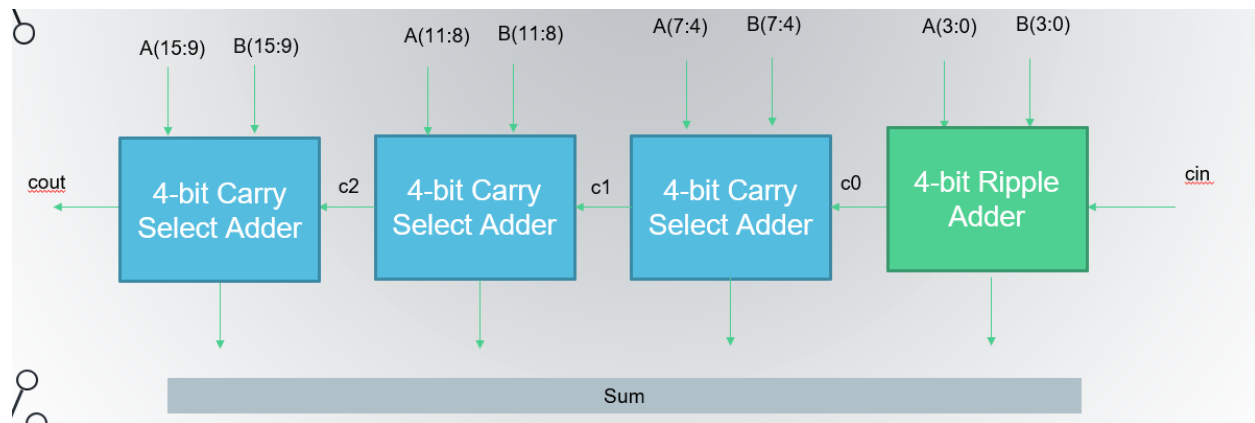 A(15:9) B(15:9) A(11:8) B(11:8) A(7:4) B(7:4) A(3:0) B(3:0)
cout
4-bit Carry
Select Adder
c2
4-bit Carry
Select Adder
c1
4-bit Carry
Select Adder
c0
4-bit Ripple
Adder
cin
Sum